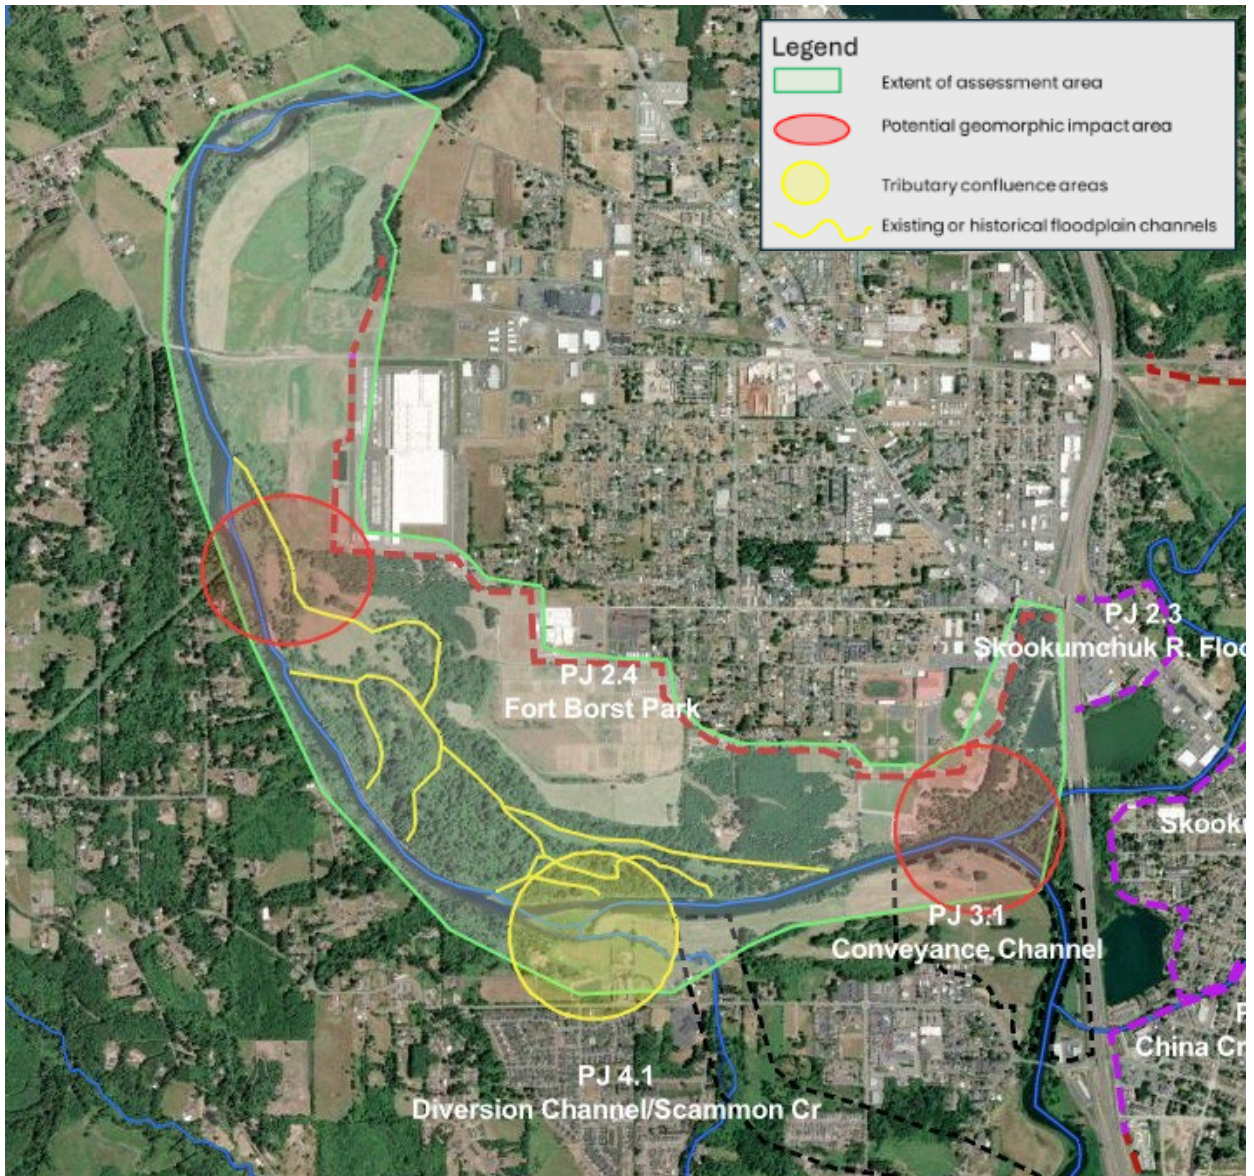 Legend
Extent of assessment area
Potential geomorphic impact area
Tributary confluence areas
Existing or historical floodplain channels
PJ 2.3
Skookumchuk R. Floo
PJ 2.4
Fort Borst Park
Skooku
PJ 3.1
Conveyance Channel
P
China Cr
PJ 4.1
Diversion Channel/Scammon Cr